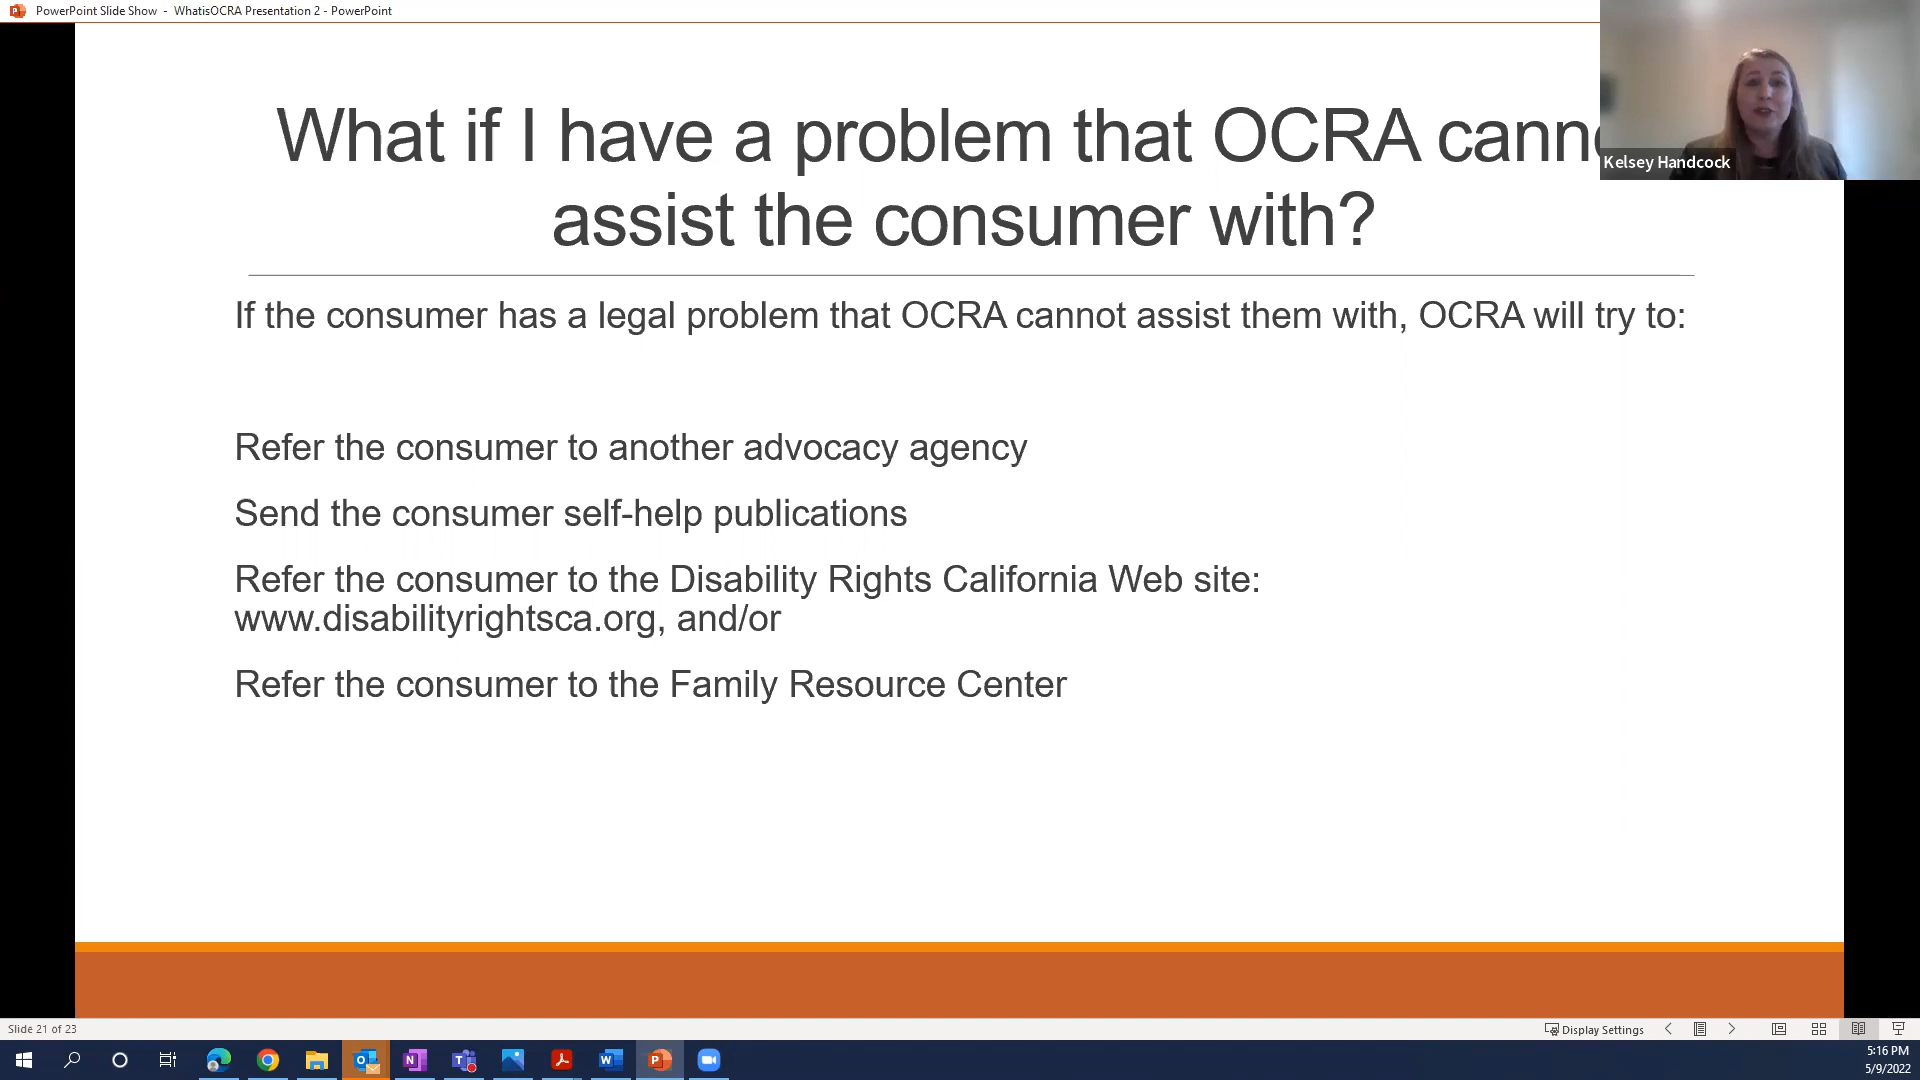 PowerPoint Slide Show - WhatisOCRA Presentation 2 - PowerPoint
What if I have a problem that OCRA
assist the consumer with?
Kelsey Handcock
If the consumer has a legal problem that OCRA cannot assist them with, OCRA will try to:
Refer the consumer to another advocacy agency
Send the consumer self-help publications
Refer the consumer to the Disability Rights California Web site:
www.disabilityrightsca.org, and/or
Refer the consumer to the Family Resource Center
Slide 21 of 23
Display Settings
5:16 PM
5/9/2022